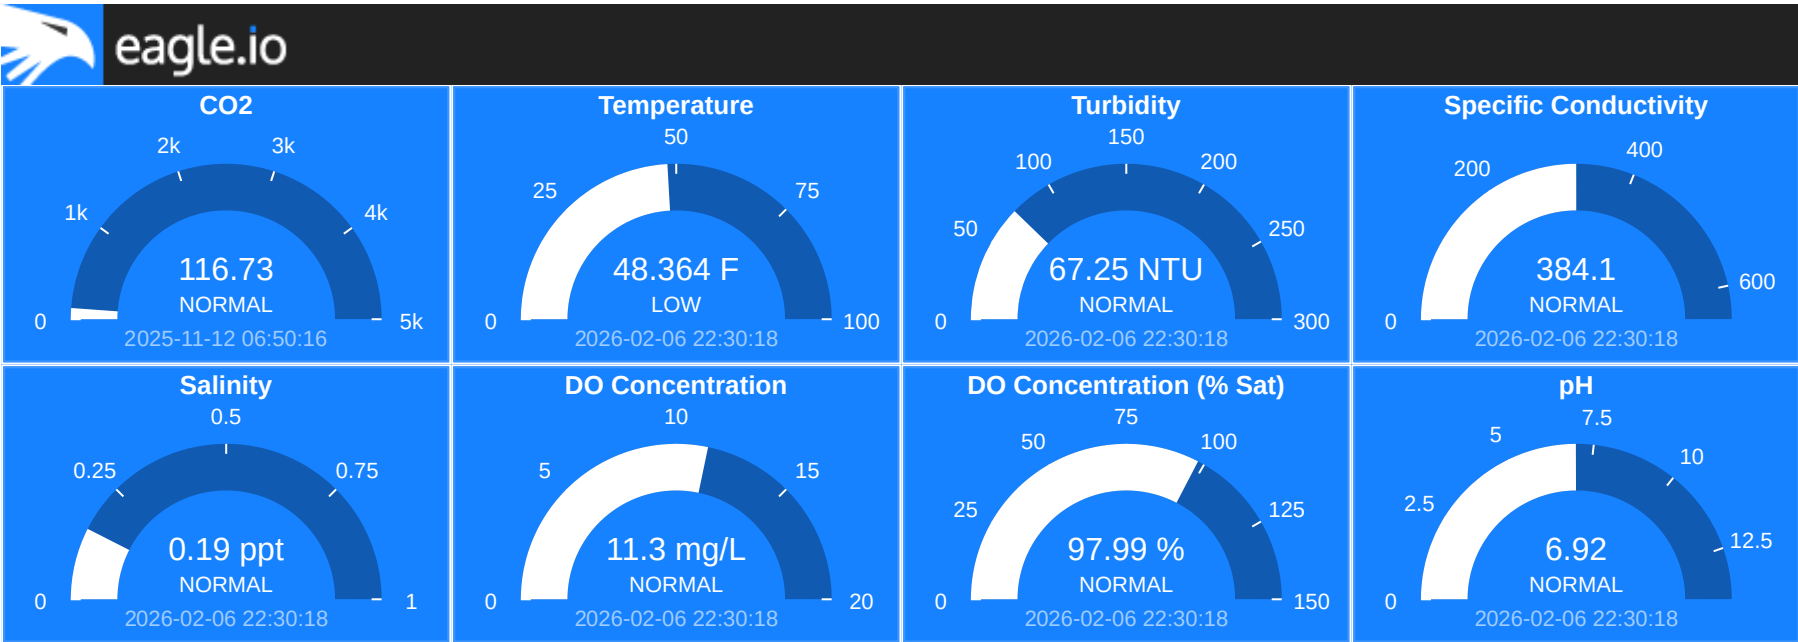 eagle.io
CO2
0
1k
2k
3k
4k
5k
116.73
NORMAL
2025-11-12 06:50:16
Temperature
0
25
50
75
100
48.364 F
LOW
2026-02-06 22:30:18
Turbidity
0
50
100
150
200
250
300
67.25 NTU
NORMAL
2026-02-06 22:30:18
Specific Conductivity
0
200
400
600
384.1
NORMAL
2026-02-06 22:30:18
Salinity
0
0.25
0.5
0.75
1
0.19 ppt
NORMAL
2026-02-06 22:30:18
DO Concentration
0
5
10
15
20
11.3 mg/L
NORMAL
2026-02-06 22:30:18
DO Concentration (% Sat)
0
25
50
75
100
125
150
97.99 %
NORMAL
2026-02-06 22:30:18
pH
0
2.5
5
7.5
10
12.5
6.92
NORMAL
2026-02-06 22:30:18